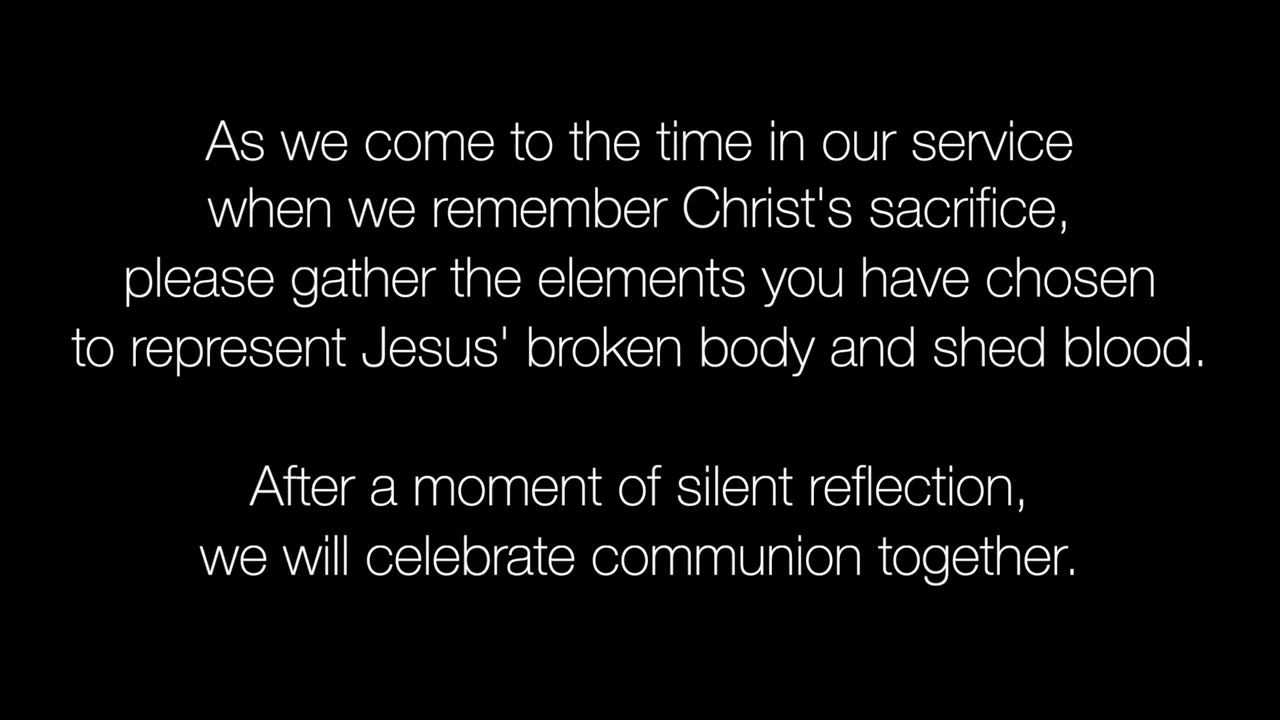 As we come to the time in our service
when we remember Christ's sacrifice,
please gather the elements you have chosen
to represent Jesus' broken body and shed blood.
After a moment of silent reflection,
we will celebrate communion together.